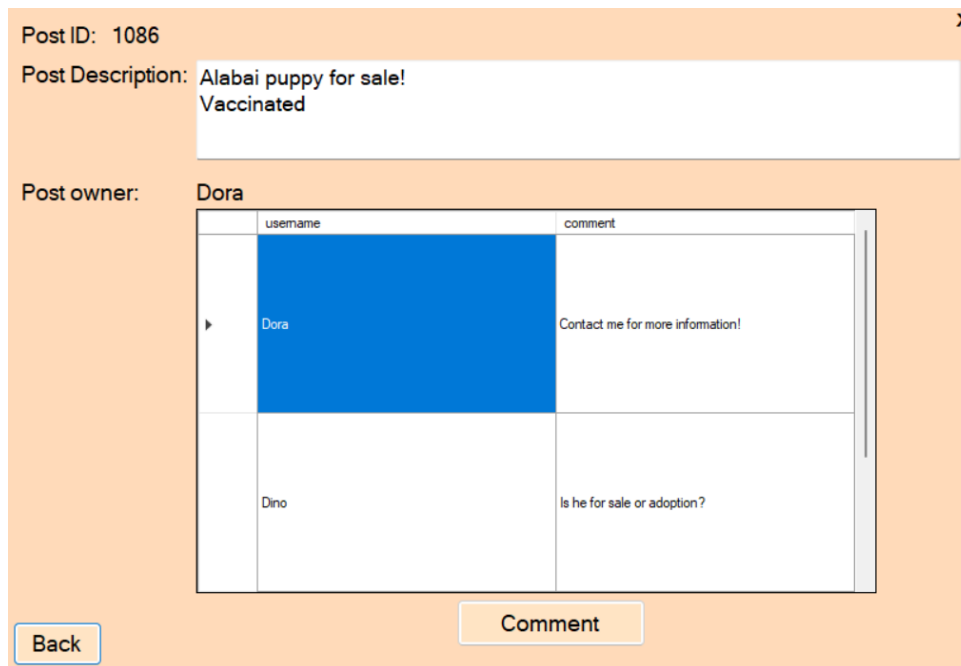 x
Post ID: 1086
Post Description: Alabai puppy for sale!
Vaccinated
Post owner: Dora
username comment
Dora Contact me for more information!
Dino Is he for sale or adoption?
Comment
Back